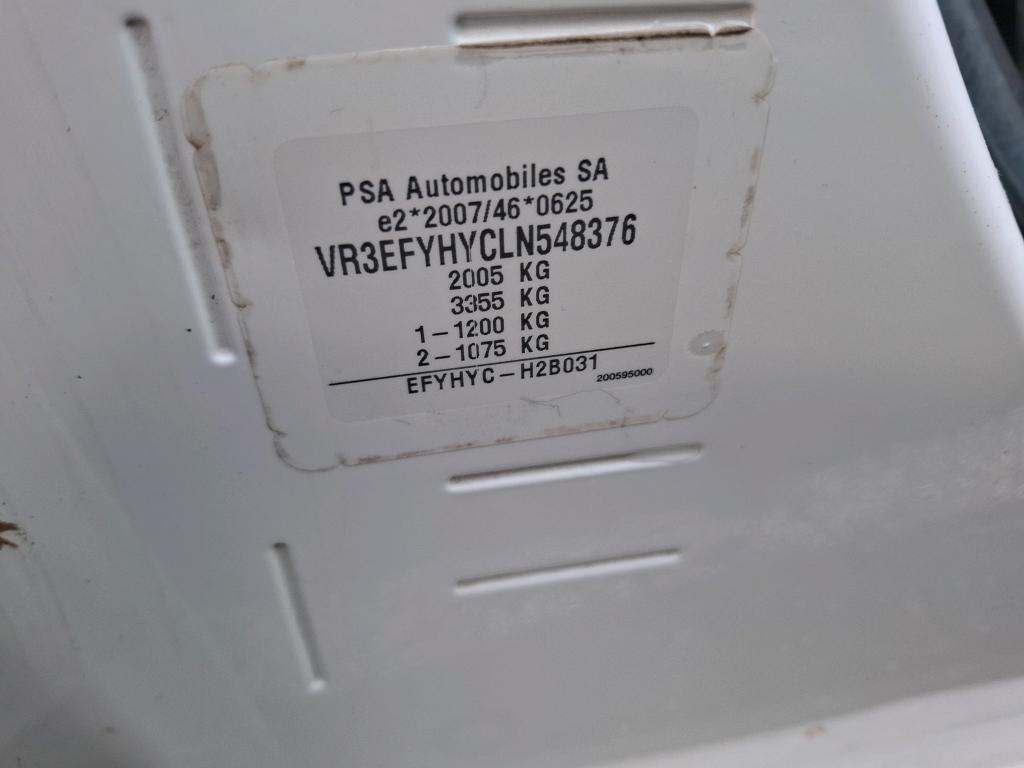 PSA Automobiles SA
e2*2007/46*0625
VR3EFYHYCLN548376
2005 KG
3355 KG
1-1200 KG
2-1075 KG
EFYHYC-H2B031
200595000